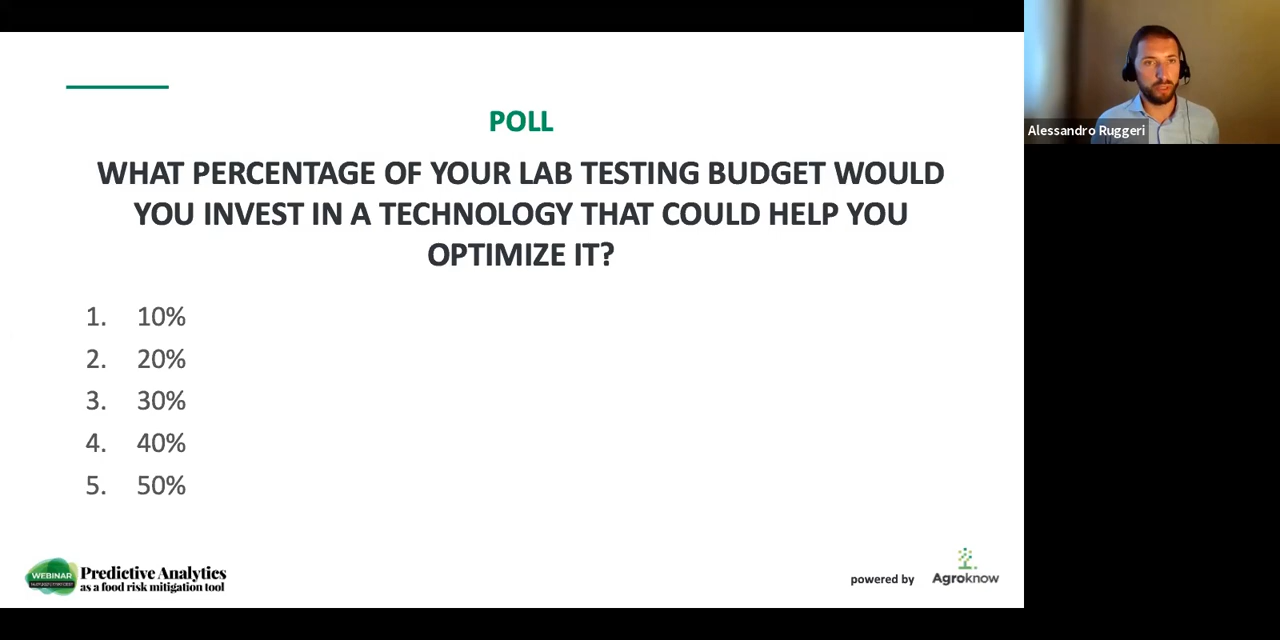 POLL
WHAT PERCENTAGE OF YOUR LAB TESTING BUDGET WOULD
YOU INVEST IN A TECHNOLOGY THAT COULD HELP YOU
OPTIMIZE IT?
1. 10%
2. 20%
3. 30%
4. 40%
5. 50%
WEBINAR
Predictive Analytics
as a food risk mitigation tool
powered by
Agroknow
Alessandro Ruggeri